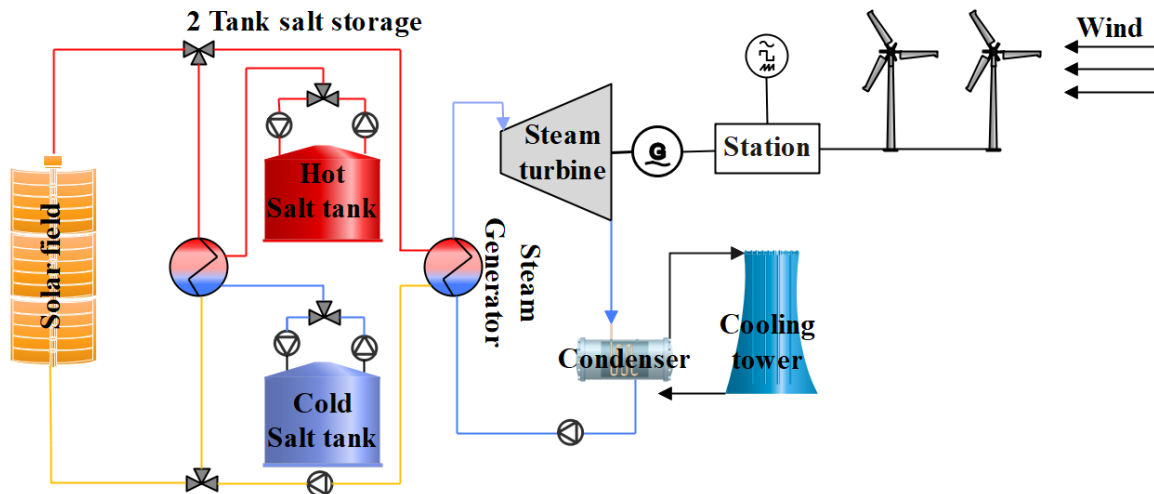 2 Tank salt storage
Wind
Steam
turbine
G
Station
Hot
Salt tank
Solar field
Steam
Generator
Condenser
Cooling
tower
Cold
Salt tank